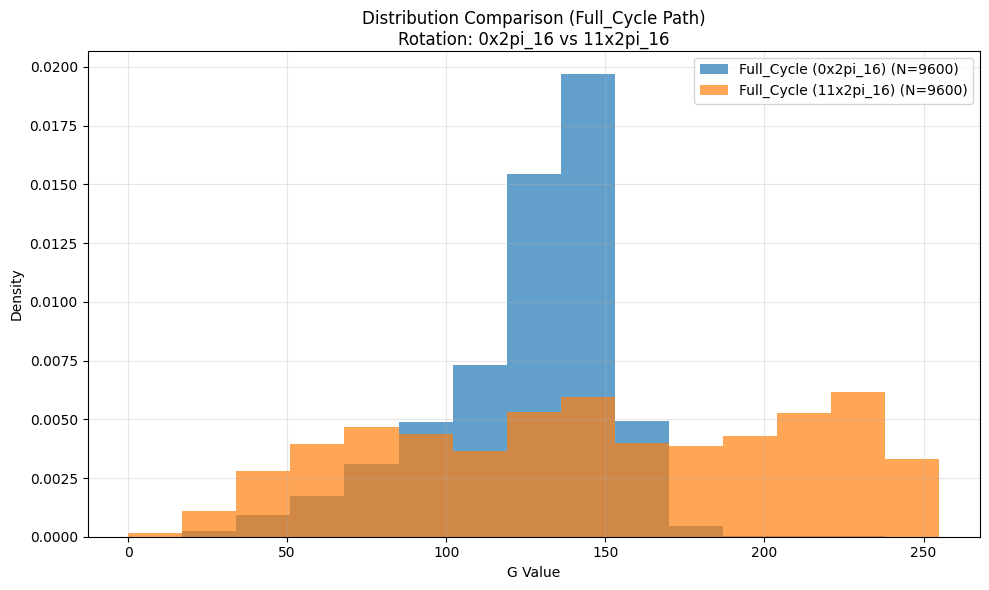 Distribution Comparison (Full_Cycle Path)
Rotation: 0x2pi_16 vs 11x2pi_16
Full_Cycle (0x2pi_16) (N=9600)
Full_Cycle (11x2pi_16) (N=9600)
Density
0.0200
0.0175
0.0150
0.0125
0.0100
0.0075
0.0050
0.0025
0.0000
0
50
100
150
200
250
G Value